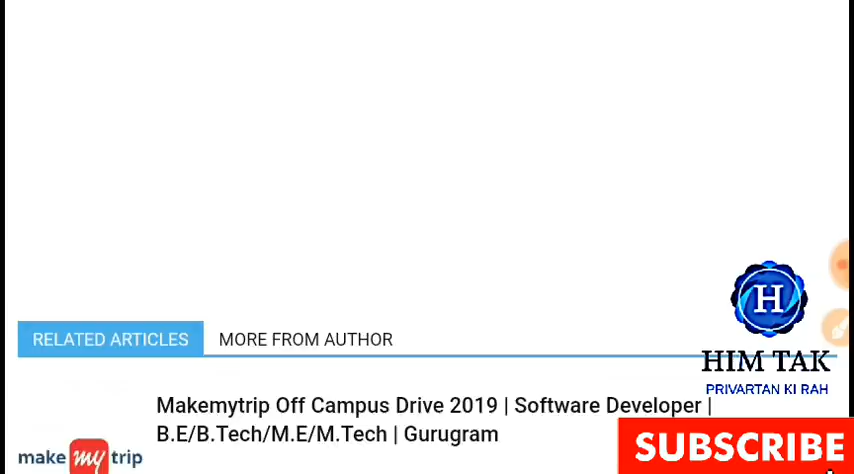 RELATED ARTICLES
MORE FROM AUTHOR
H
HIM TAK
PRIVARTAN KI RAH
Makemytrip Off Campus Drive 2019 | Software Developer |
B.E/B.Tech/M.E/M.Tech | Gurugram
make my trip
SUBSCRIBE